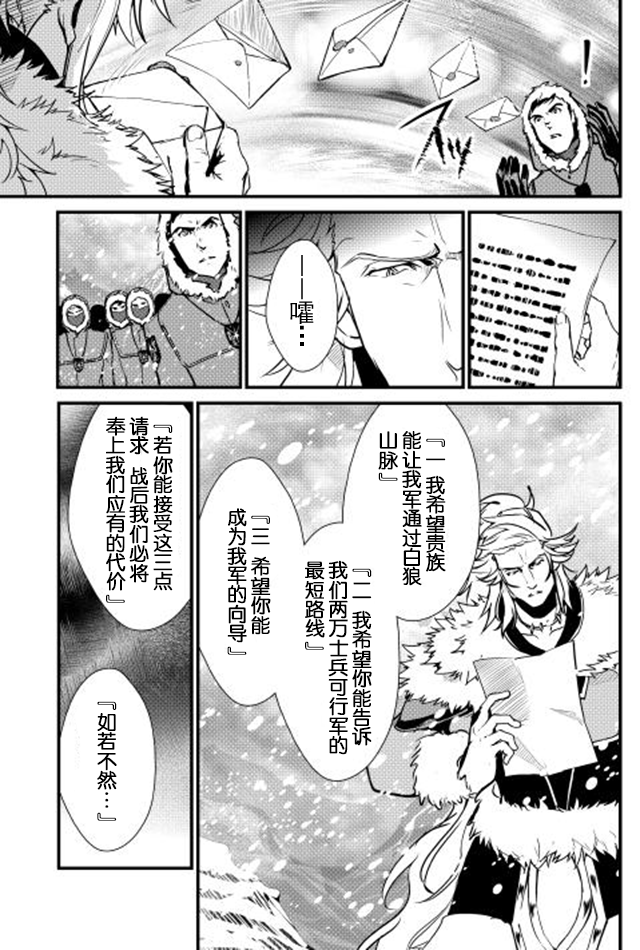 ——嚯…
『一 我希望贵族
能让我军通过白狼
山脉』
『二 我希望你能告诉
我们两万士兵可行军的
最短路线』
『三 希望你能
成为我军的向导』
『若你能接受这三点
请求 战后我们必将
奉上我们应有的代价』
『如若不然…』